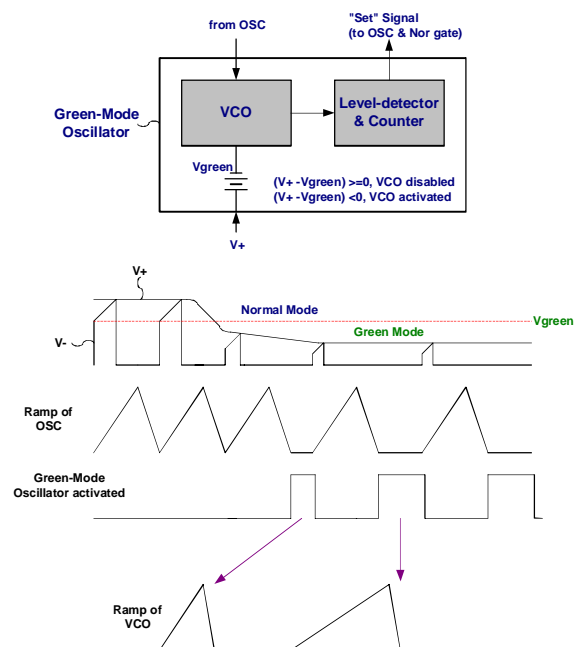 from OSC
"Set" Signal
(to OSC & Nor gate)
Green-Mode
Oscillator
VCO
Level-detector
& Counter
Vgreen
(V+ -Vgreen) >=0, VCO disabled
(V+ -Vgreen) <0, VCO activated
V+
V+
Normal Mode
Vgreen
Green Mode
V-
Ramp of
OSC
Green-Mode
Oscillator activated
Ramp of
VCO